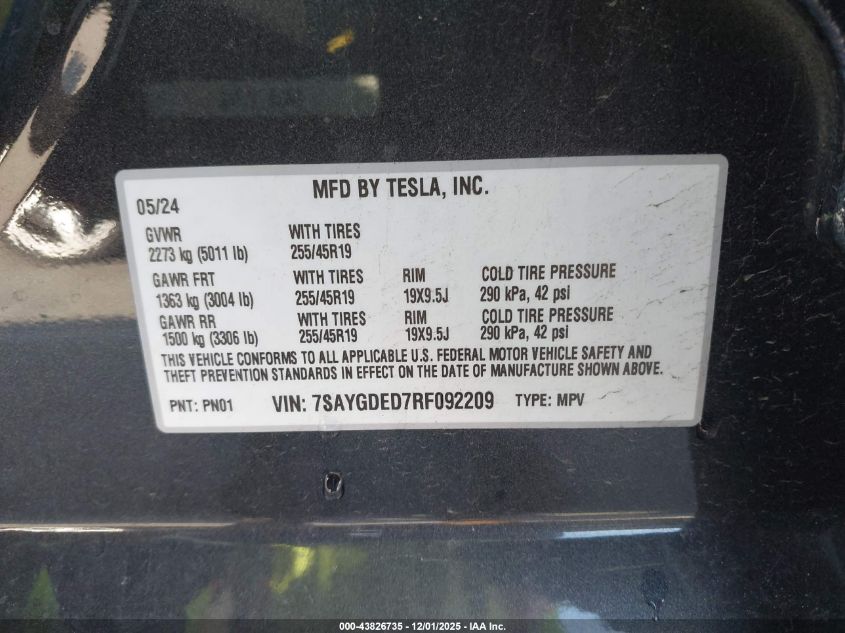 05/24
MFD BY TESLA, INC.
GVWR WITH TIRES
2273 kg (5011 lb) 255/45R19
GAWR FRT WITH TIRES RIM COLD TIRE PRESSURE
1363 kg (3004 lb) 255/45R19 19X9.5J 290 kPa, 42 psi
GAWR RR WITH TIRES RIM COLD TIRE PRESSURE
1500 kg (3306 lb) 255/45R19 19X9.5J 290 kPa, 42 psi
THIS VEHICLE CONFORMS TO ALL APPLICABLE U.S. FEDERAL MOTOR VEHICLE SAFETY AND
THEFT PREVENTION STANDARDS IN EFFECT ON THE DATE OF MANUFACTURE SHOWN ABOVE.
PNT: PN01 VIN: 7SAYGDED7RF092209 TYPE: MPV
000-43826735 - 12/01/2025 - IAA Inc.